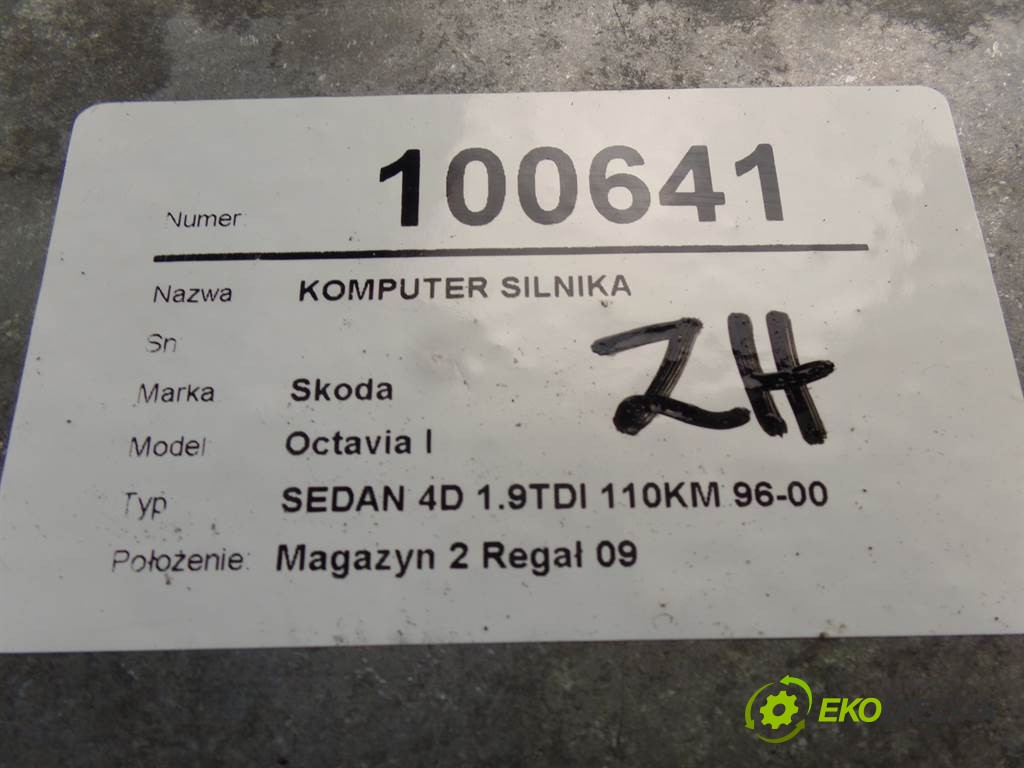 Numer: 100641
Nazwa KOMPUTER SILNIKA
Sn
ZH
Marka Skoda
Model Octavia I
Typ SEDAN 4D 1.9TDI 110KM 96-00
Położenie: Magazyn 2 Regał 09
EKO